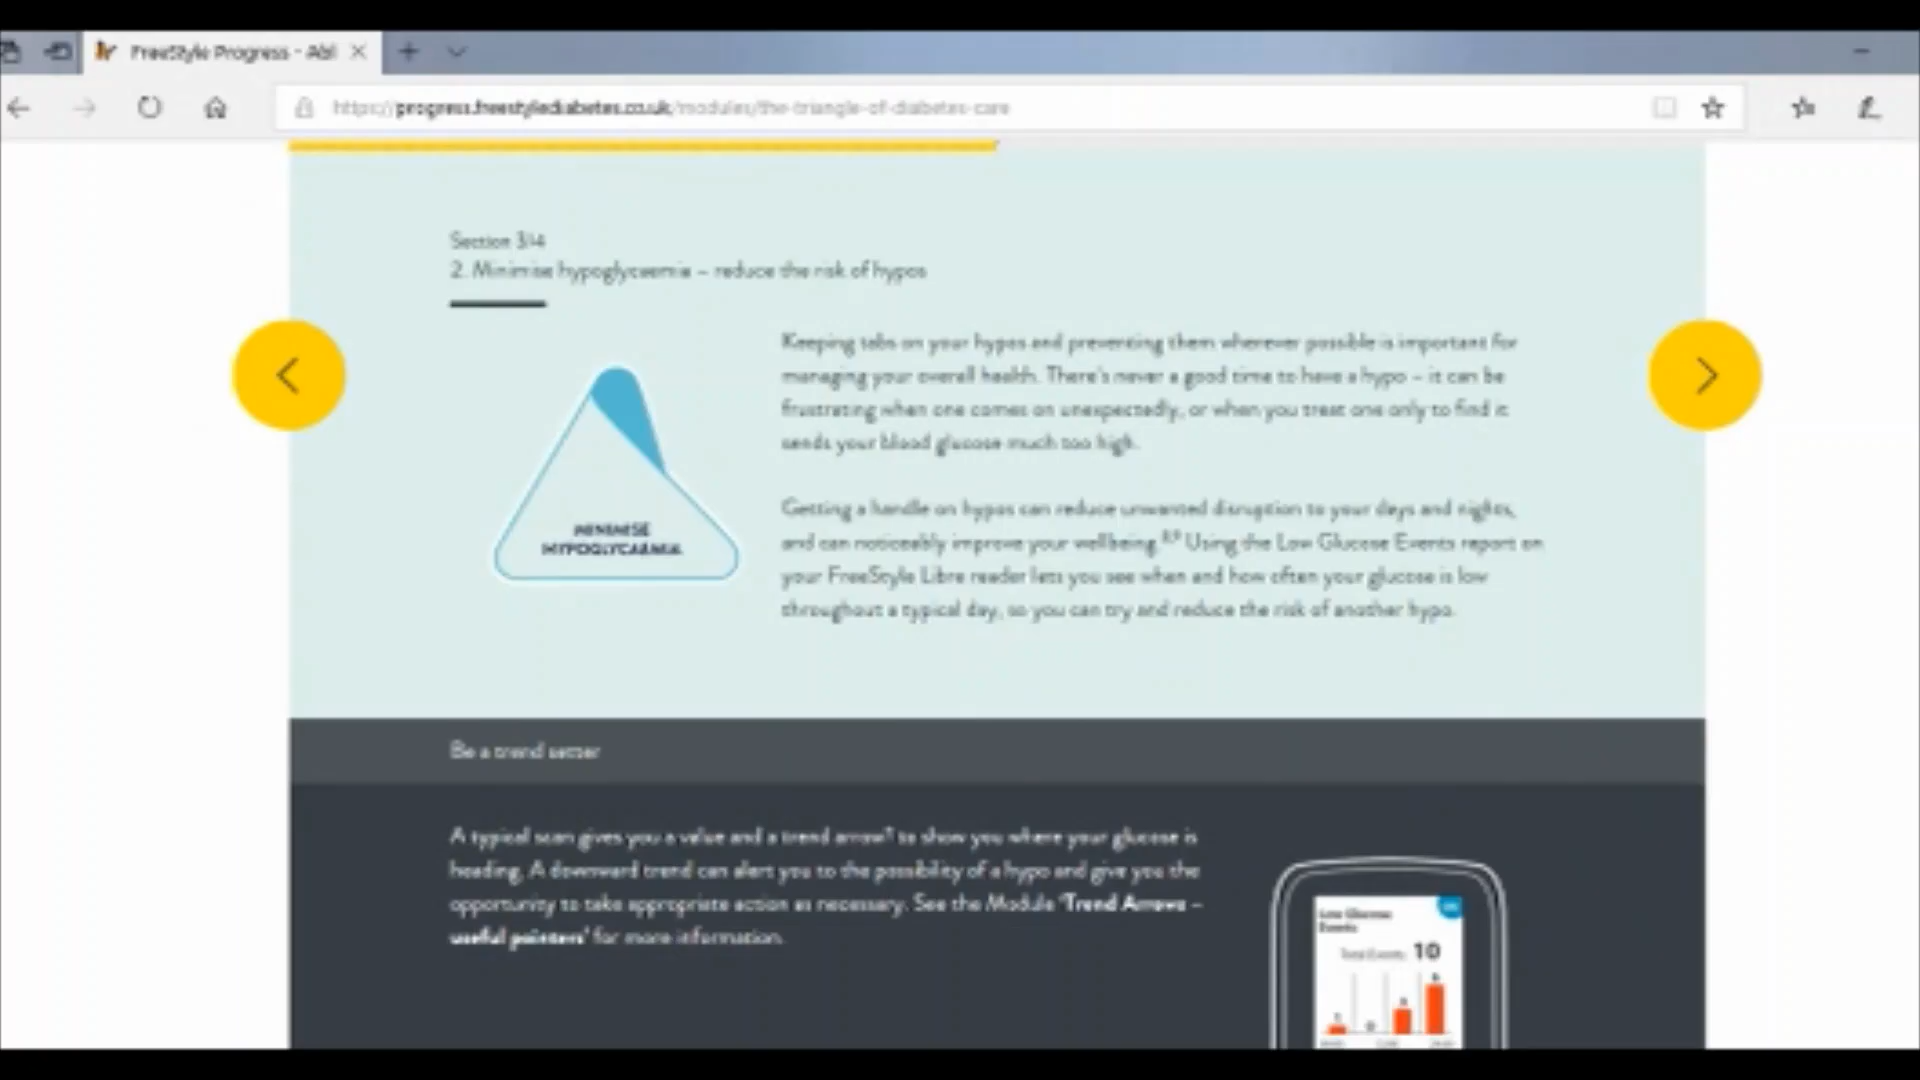 FreeStyle Progress - Abl
https://progress.freestylediabetes.co.uk/modules/the-triangle-of-diabetes-care
Section 3/4
2. Minimise hypoglycaemia – reduce the risk of hypos
Keeping tabs on your hypos and preventing them wherever possible is important for
managing your overall health. There's never a good time to have a hypo – it can be
frustrating when one comes on unexpectedly, or when you treat one only to find it
sends your blood glucose much too high.
MINIMISE
HYPOGLYCAEMIA
Getting a handle on hypos can reduce unwanted disruption to your days and nights,
and can noticeably improve your wellbeing. Using the Low Glucose Events report on
your FreeStyle Libre reader lets you see when and how often your glucose is low
throughout a typical day, so you can try and reduce the risk of another hypo.
Be a trend setter
A typical scan gives you a value and a trend arrow to show you where your glucose is
heading. A downward trend can alert you to the possibility of a hypo and give you the
opportunity to take appropriate action as necessary. See the Module 'Trend Arrows –
useful pointers' for more information.
Low Glucose
Events
Total Events 10
1 0